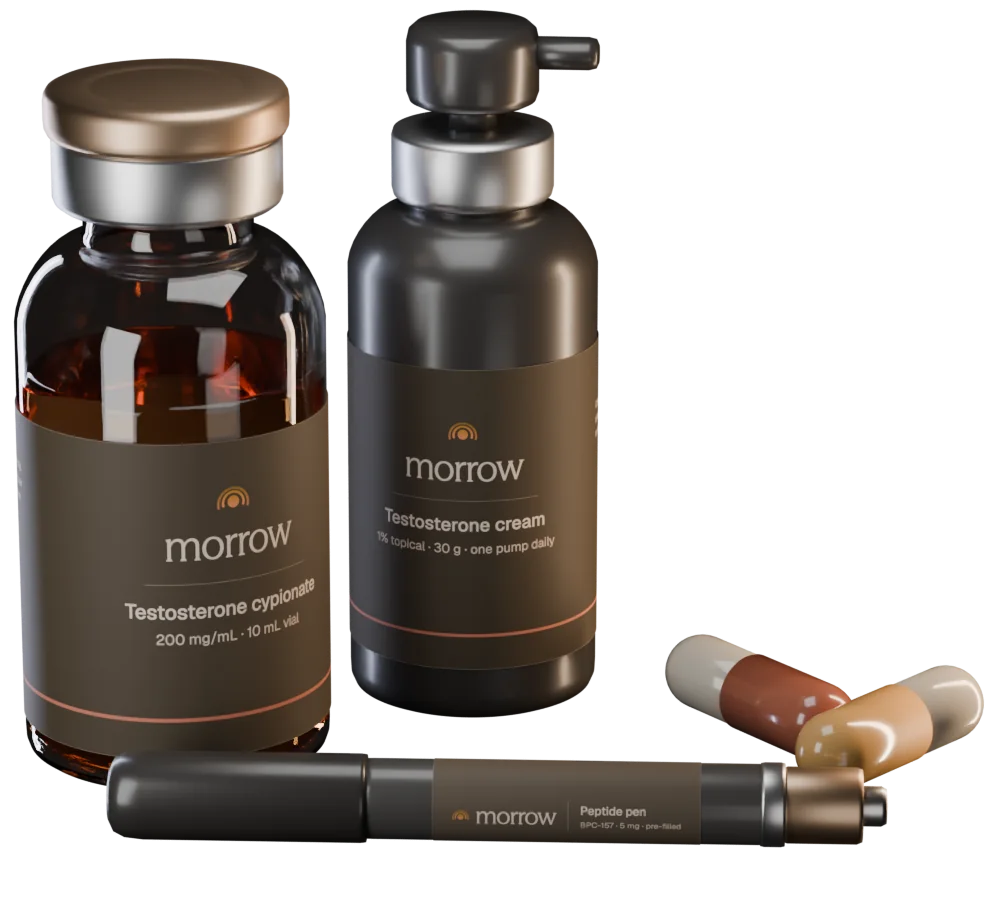 morrow
Testosterone cypionate
200 mg/mL · 10 mL vial
morrow
Testosterone cream
1% topical · 30 g · one pump daily
morrow
Peptide pen
BPC-157 · 5 mg · pre-filled